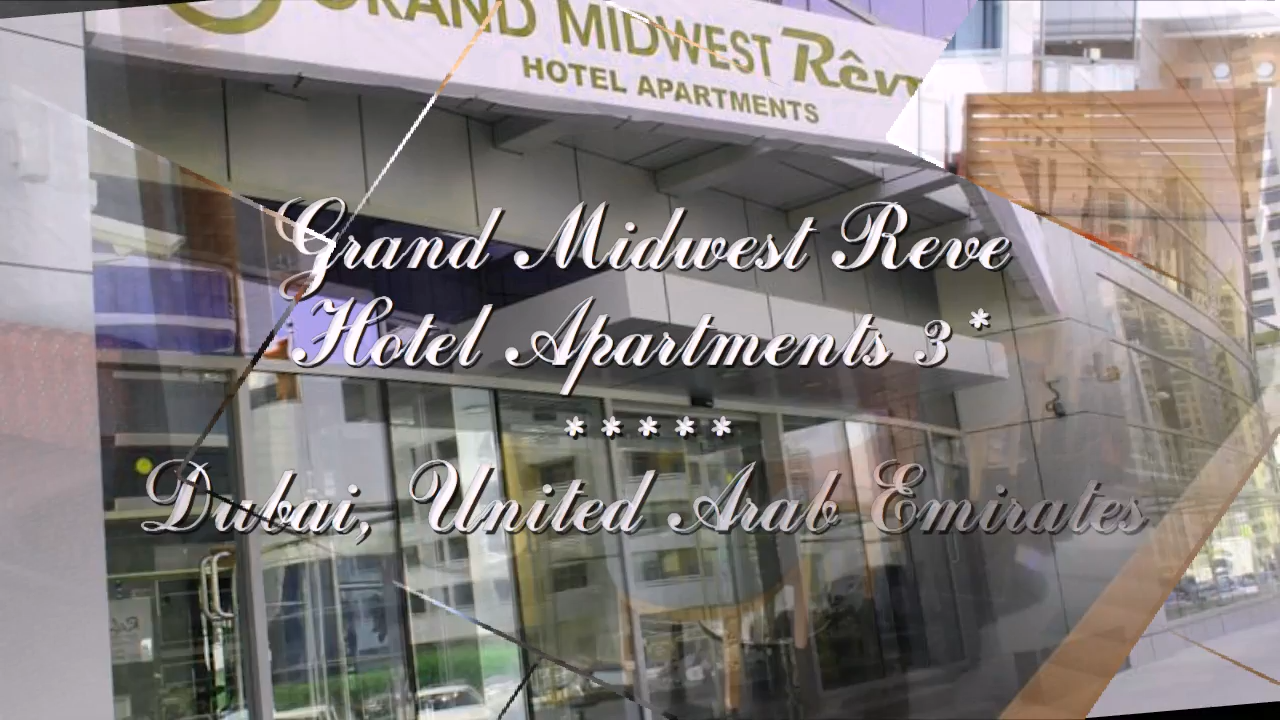 GRAND MIDWEST Rêve
HOTEL APARTMENTS
Grand Midwest Reve
Hotel Apartments 3*
* * * * *
Dubai, United Arab Emirates